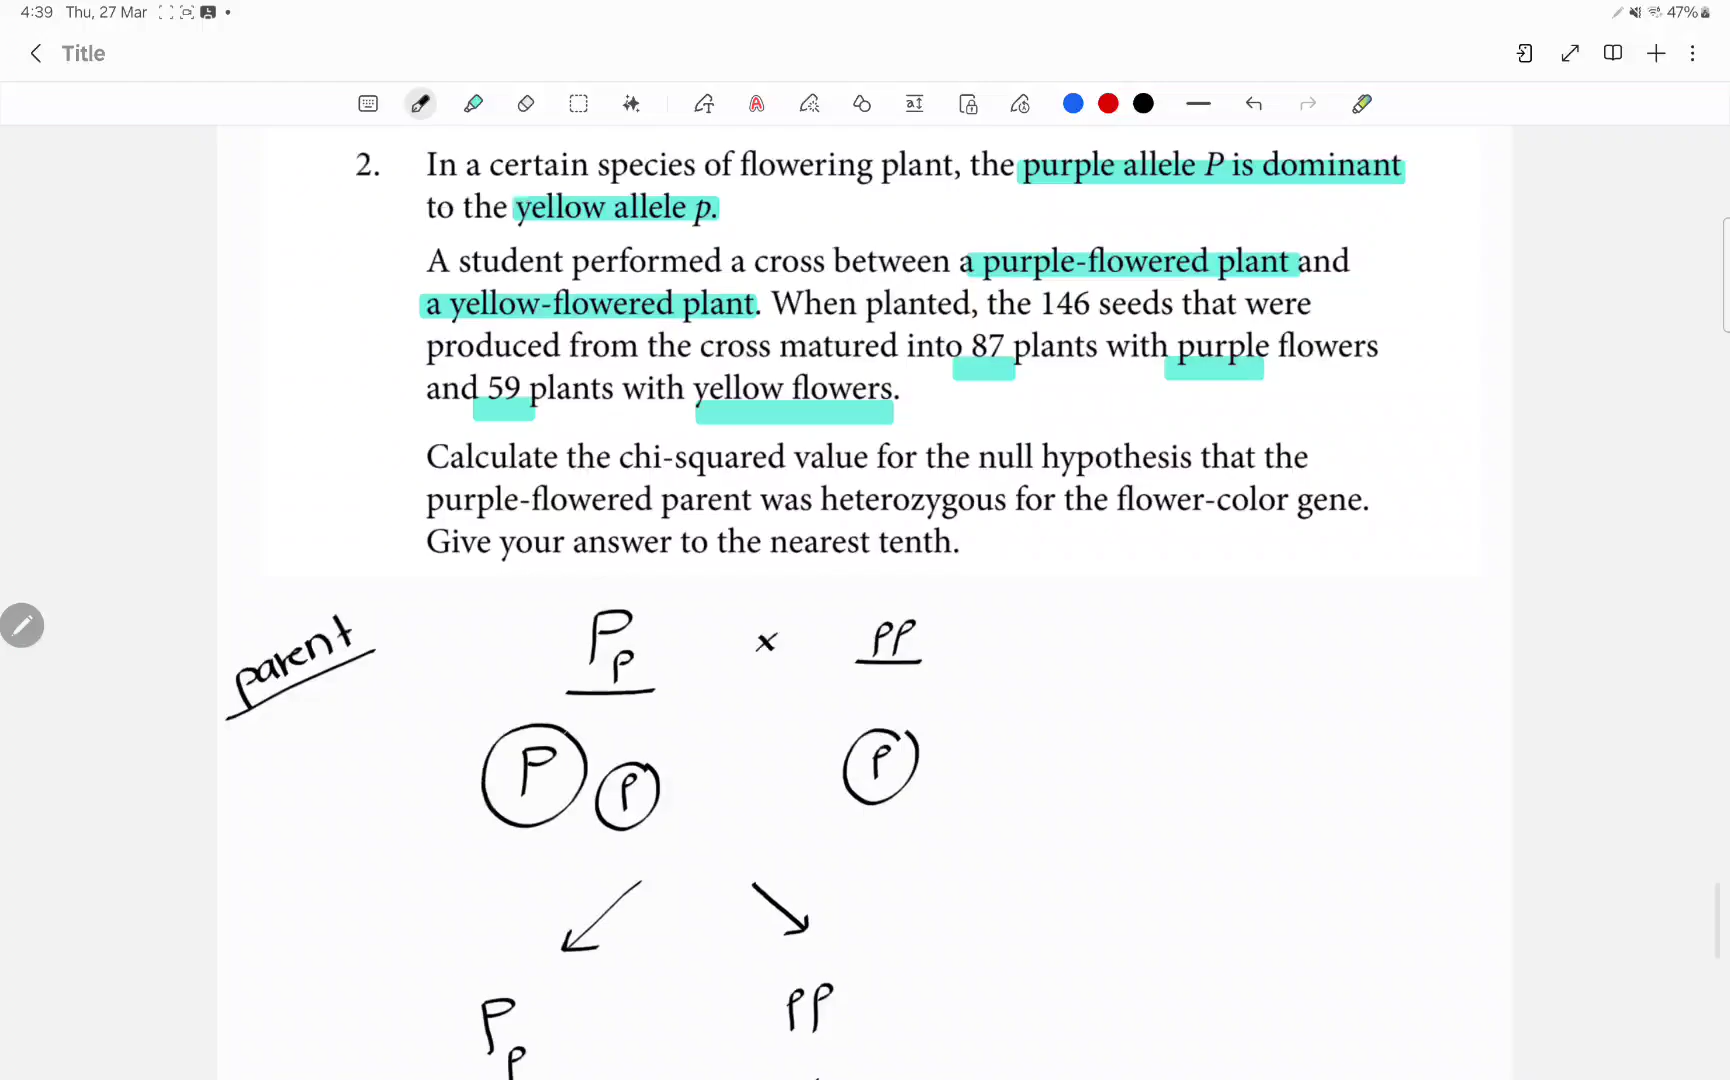 4:39 Thu, 27 Mar
47%
Title
2. In a certain species of flowering plant, the purple allele P is dominant
to the yellow allele p.
A student performed a cross between a purple-flowered plant and
a yellow-flowered plant. When planted, the 146 seeds that were
produced from the cross matured into 87 plants with purple flowers
and 59 plants with yellow flowers.
Calculate the chi-squared value for the null hypothesis that the
purple-flowered parent was heterozygous for the flower-color gene.
Give your answer to the nearest tenth.
parent Pp x pp
P p p
Pp pp